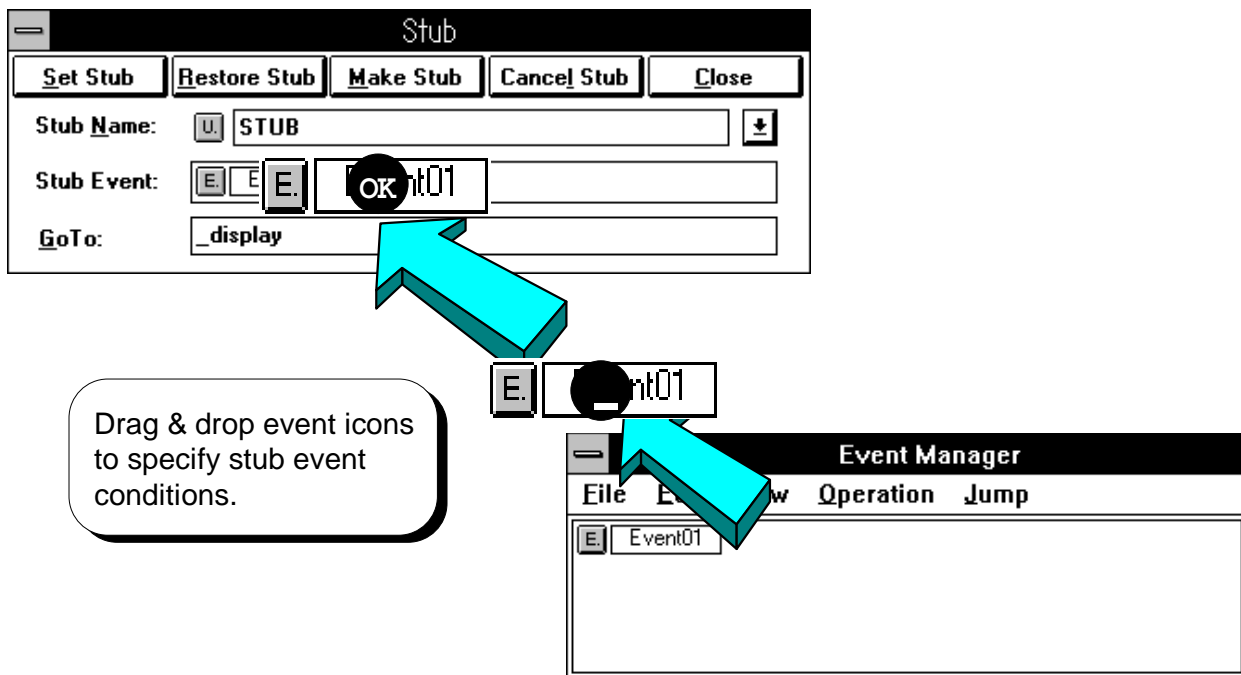 Stub
Set Stub Restore Stub Make Stub Cancel Stub Close
Stub Name: U. STUB
Stub Event: E. E
E. OK nt01
GoTo: _display
E. nt01
Drag & drop event icons
to specify stub event
conditions.
Event Manager
File E w Operation Jump
E. Event01